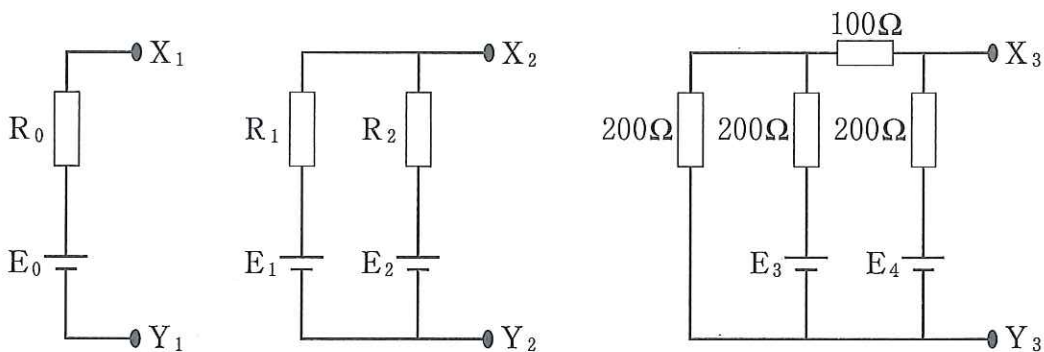 100Ω
X₁ X₂ X₃
R₀ R₁ R₂ 200Ω 200Ω 200Ω
E₀ E₁ E₂ E₃ E₄
Y₁ Y₂ Y₃